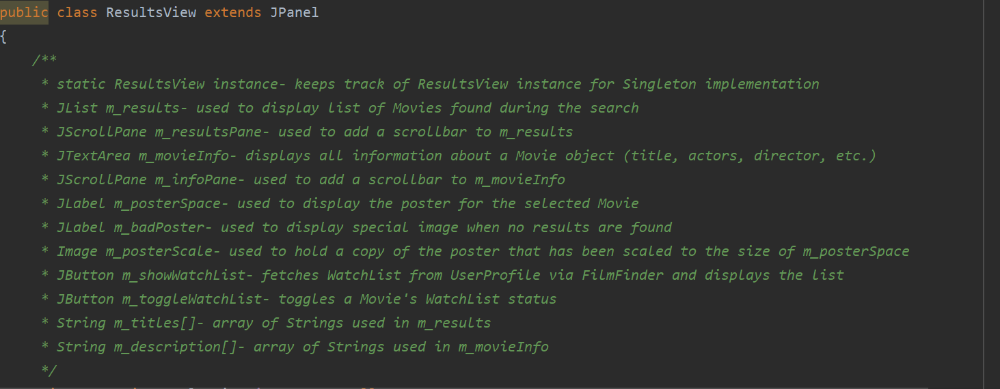 public class ResultsView extends JPanel
{
/**
* static ResultsView instance- keeps track of ResultsView instance for Singleton implementation
* JList m_results- used to display list of Movies found during the search
* JScrollPane m_resultsPane- used to add a scrollbar to m_results
* JTextArea m_movieInfo- displays all information about a Movie object (title, actors, director, etc.)
* JScrollPane m_infoPane- used to add a scrollbar to m_movieInfo
* JLabel m_posterSpace- used to display the poster for the selected Movie
* JLabel m_badPoster- used to display special image when no results are found
* Image m_posterScale- used to hold a copy of the poster that has been scaled to the size of m_posterSpace
* JButton m_showWatchList- fetches WatchList from UserProfile via FilmFinder and displays the list
* JButton m_toggleWatchList- toggles a Movie's WatchList status
* String m_titles[]- array of Strings used in m_results
* String m_description[]- array of Strings used in m_movieInfo
*/